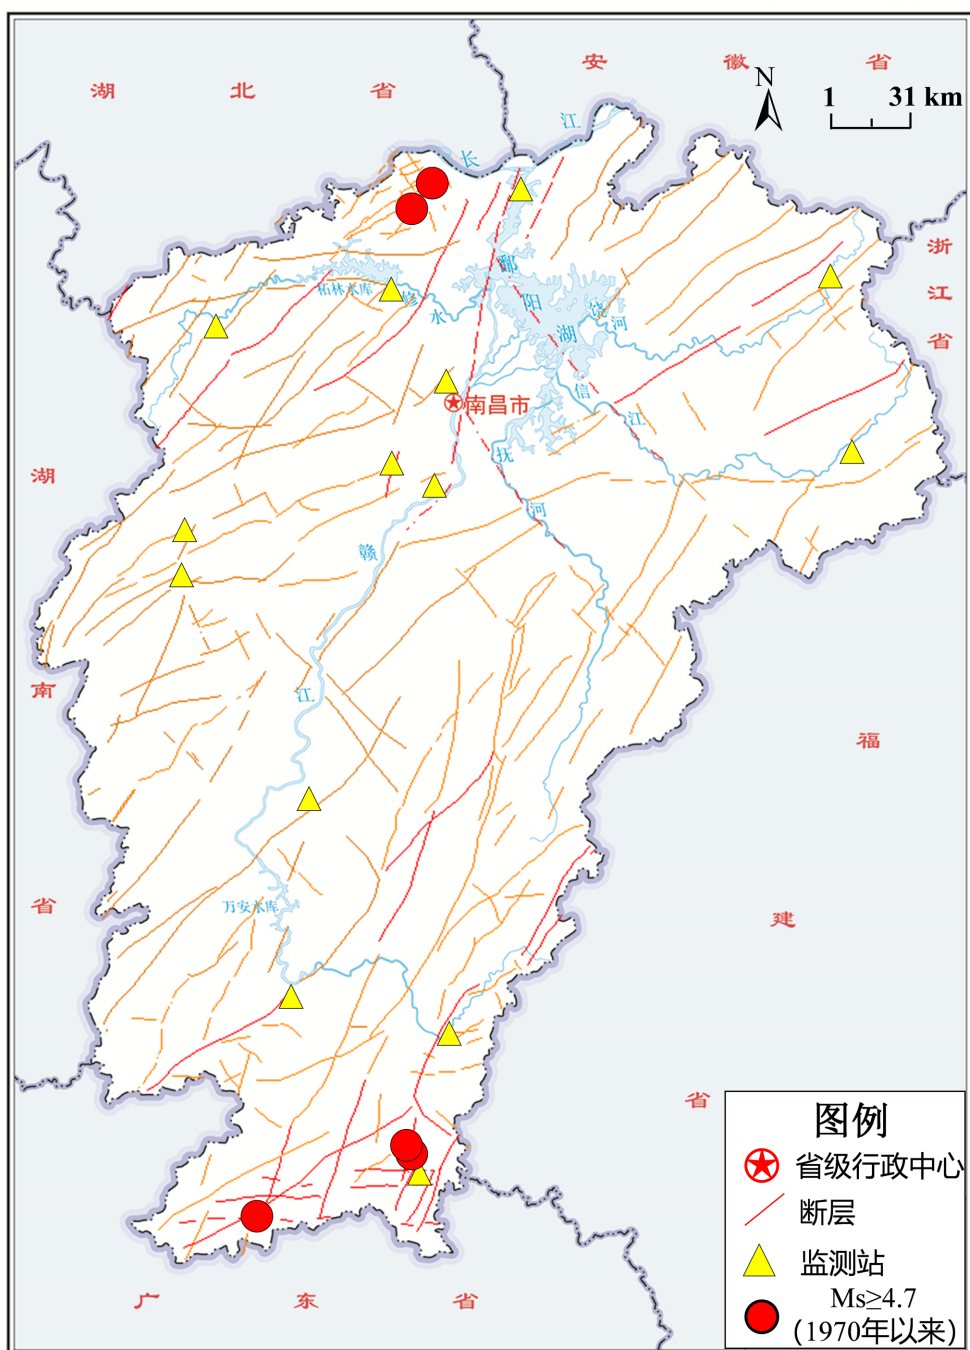 安 徽 省
湖 北 省
N
1 31 km
江
长
浙
江
省
鄱
阳
湖
柘林水库
修
水
饶
河
信
江
南昌市
抚
河
湖
南
省
赣
江
福
建
省
万安水库
广 东 省
图例
省级行政中心
断层
监测站
Ms≥4.7
(1970年以来)